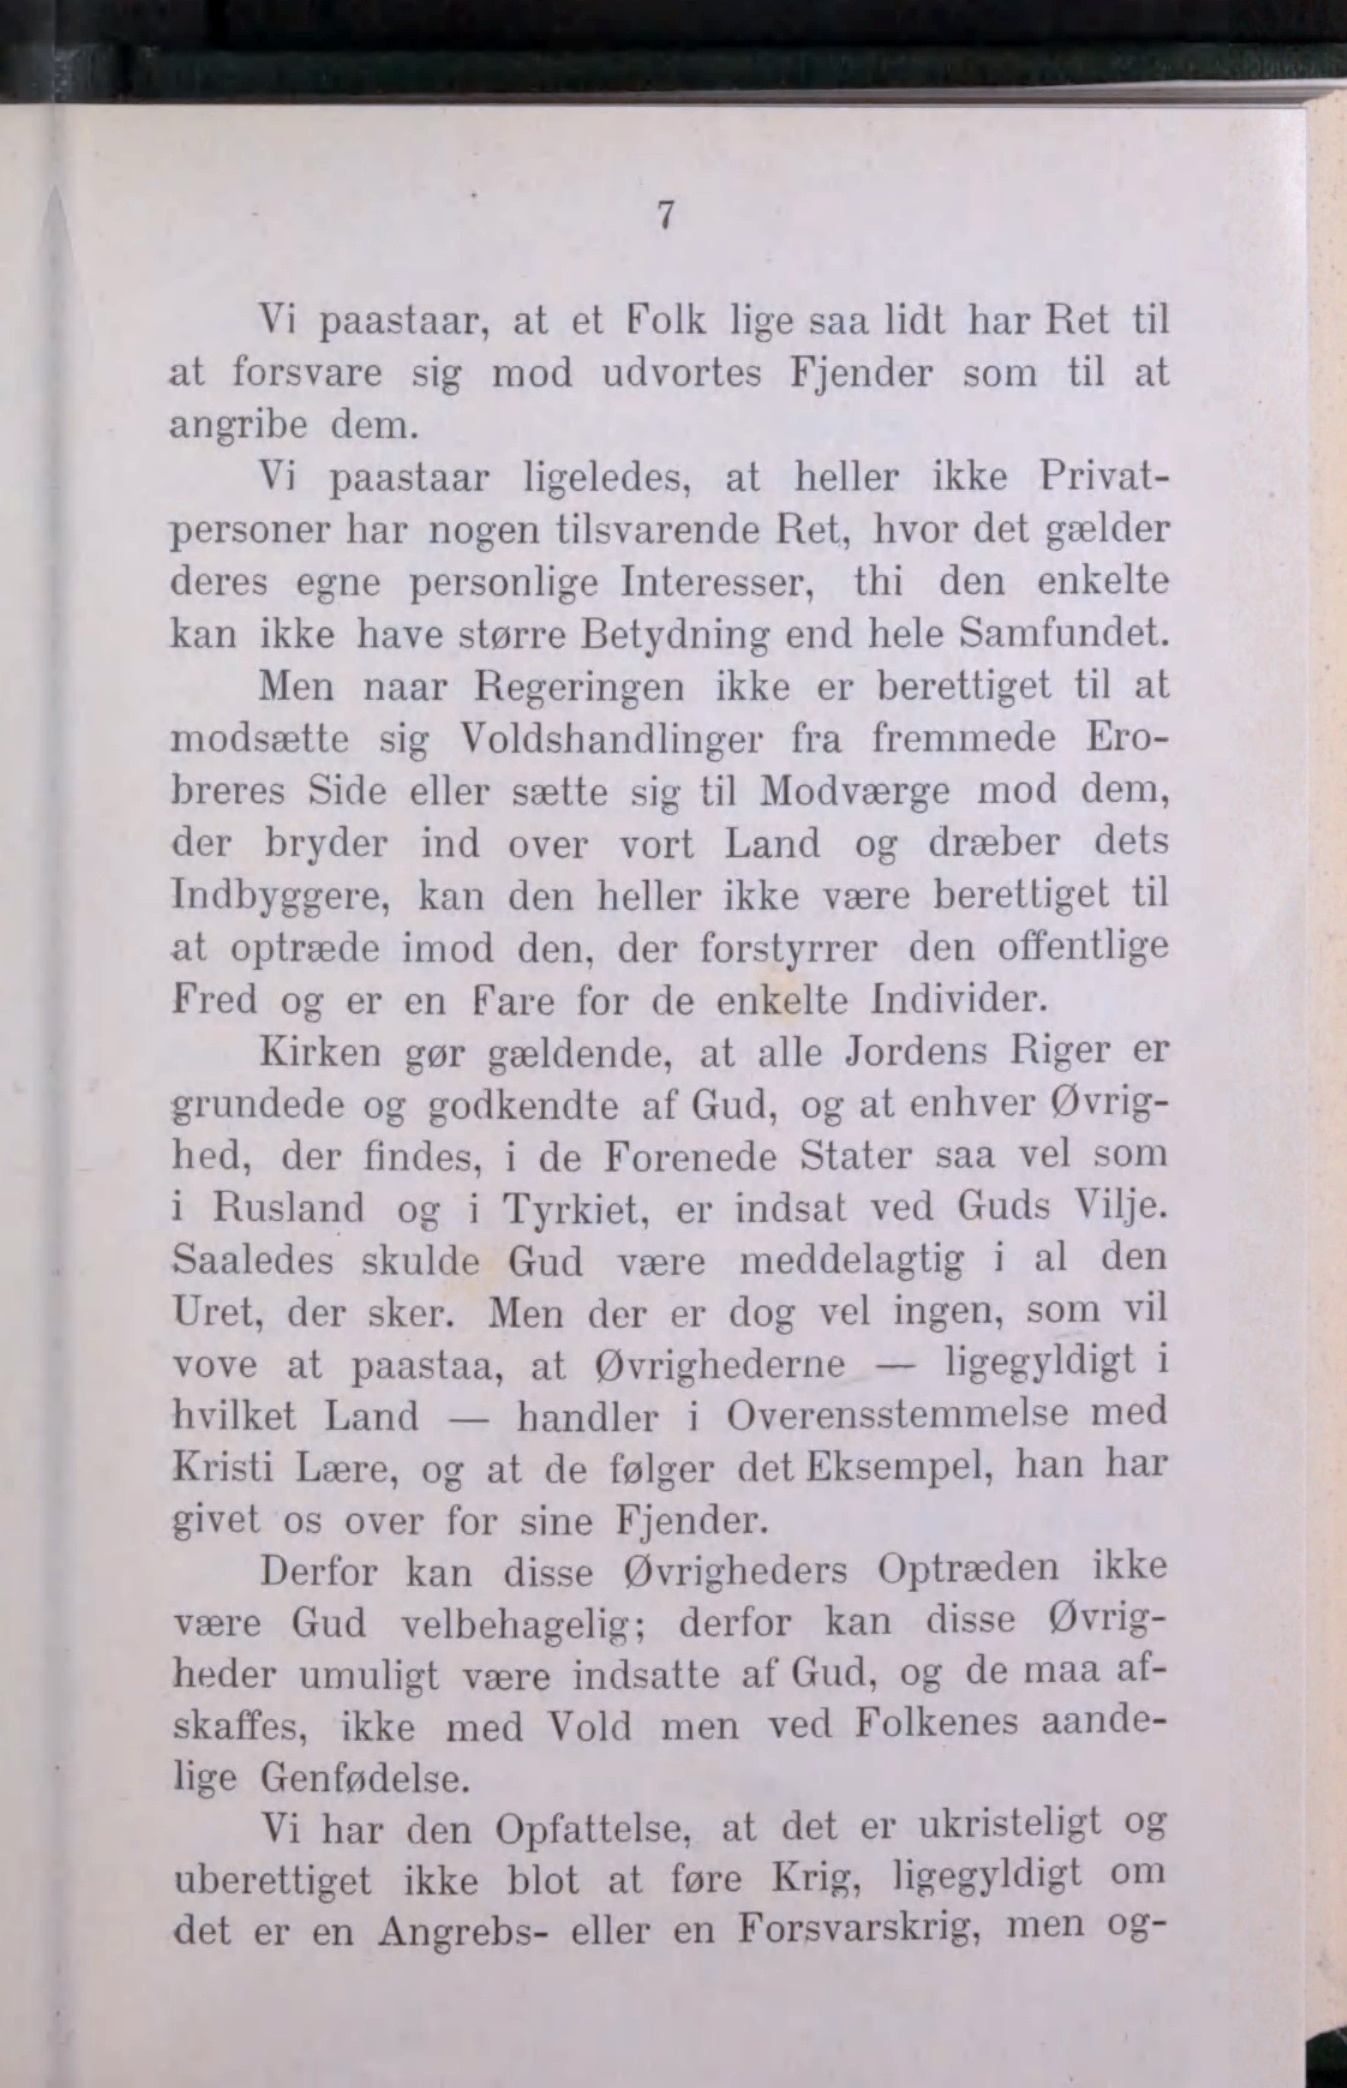 7
Vi paastaar, at et Folk lige saa lidt har Ret til
at forsvare sig mod udvortes Fjender som til at
angribe dem.
Vi paastaar ligeledes, at heller ikke Privat-
personer har nogen tilsvarende Ret, hvor det gælder
deres egne personlige Interesser, thi den enkelte
kan ikke have større Betydning end hele Samfundet.
Men naar Regeringen ikke er berettiget til at
modsætte sig Voldshandlinger fra fremmede Ero-
breres Side eller sætte sig til Modværge mod dem,
der bryder ind over vort Land og dræber dets
Indbyggere, kan den heller ikke være berettiget til
at optræde imod den, der forstyrrer den offentlige
Fred og er en Fare for de enkelte Individer.
Kirken gør gældende, at alle Jordens Riger er
grundede og godkendte af Gud, og at enhver Øvrig-
hed, der findes, i de Forenede Stater saa vel som
i Rusland og i Tyrkiet, er indsat ved Guds Vilje.
Saaledes skulde Gud være meddelagtig i al den
Uret, der sker. Men der er dog vel ingen, som vil
vove at paastaa, at Øvrighederne — ligegyldigt i
hvilket Land — handler i Overensstemmelse med
Kristi Lære, og at de følger det Eksempel, han har
givet os over for sine Fjender.
Derfor kan disse Øvrigheders Optræden ikke
være Gud velbehagelig; derfor kan disse Øvrig-
heder umuligt være indsatte af Gud, og de maa af-
skaffes, ikke med Vold men ved Folkenes aande-
lige Genfødelse.
Vi har den Opfattelse, at det er ukristeligt og
uberettiget ikke blot at føre Krig, ligegyldigt om
det er en Angrebs- eller en Forsvarskrig, men og-